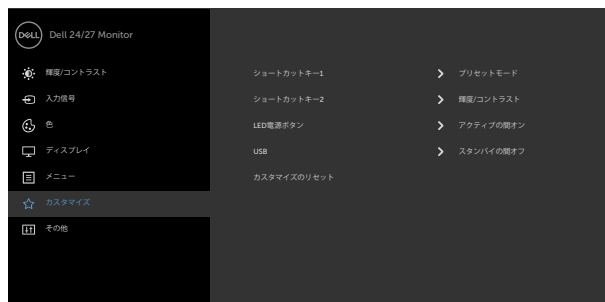 DELL
Dell 24/27 Monitor
輝度/コントラスト
入力信号
色
ディスプレイ
メニュー
カスタマイズ
その他
ショートカットキー1 プリセットモード
ショートカットキー2 輝度/コントラスト
LED電源ボタン アクティブの間オン
USB スタンバイの間オフ
カスタマイズのリセット